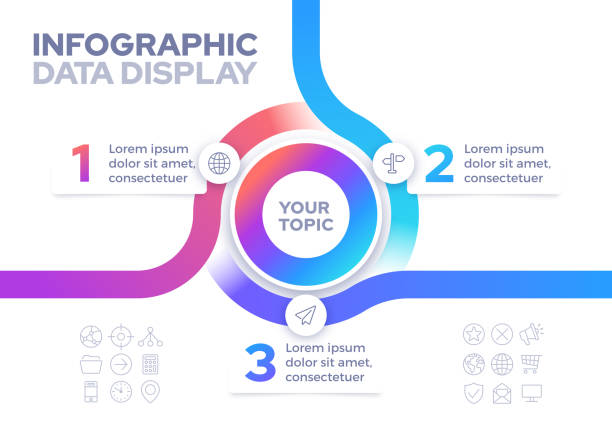 INFOGRAPHIC
DATA DISPLAY
1
Lorem ipsum
dolor sit amet,
consectetuer
2
Lorem ipsum
dolor sit amet,
consectetuer
YOUR
TOPIC
3
Lorem ipsum
dolor sit amet,
consectetuer